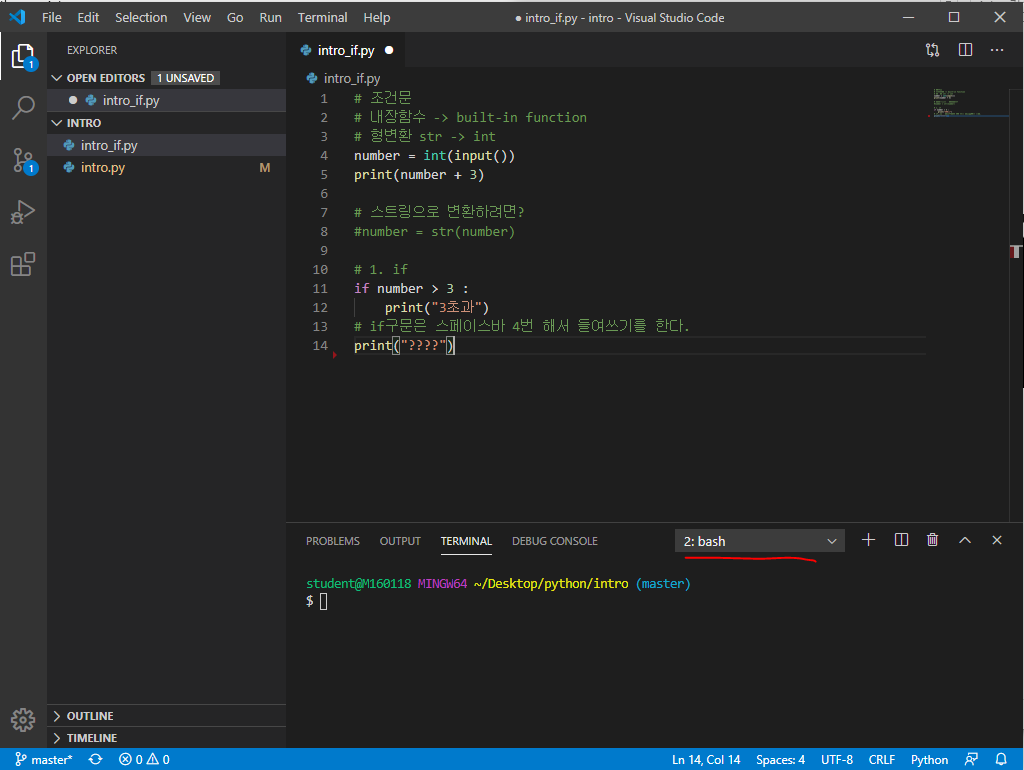 File Edit Selection View Go Run Terminal Help
● intro_if.py - intro - Visual Studio Code
EXPLORER
OPEN EDITORS 1 UNSAVED
intro_if.py
INTRO
intro_if.py
intro.py M
OUTLINE
TIMELINE
1
1
intro_if.py
intro_if.py
1 # 조건문
2 # 내장함수 -> built-in function
3 # 형변환 str -> int
4 number = int(input())
5 print(number + 3)
6
7 # 스트링으로 변환하려면?
8 #number = str(number)
9
10 # 1. if
11 if number > 3 :
12 print("3초과")
13 # if구문은 스페이스바 4번 해서 들여쓰기를 한다.
14 print("????")
PROBLEMS OUTPUT TERMINAL DEBUG CONSOLE 2: bash
student@M160118 MINGW64 ~/Desktop/python/intro (master)
$
master* 0 0 Ln 14, Col 14 Spaces: 4 UTF-8 CRLF Python